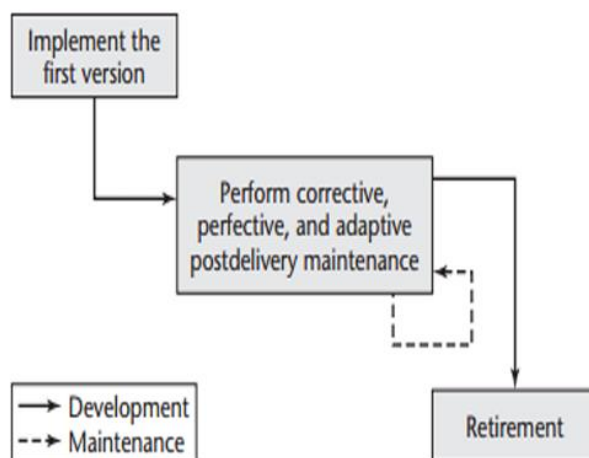 Implement the
first version
Perform corrective,
perfective, and adaptive
postdelivery maintenance
Development
Maintenance
Retirement